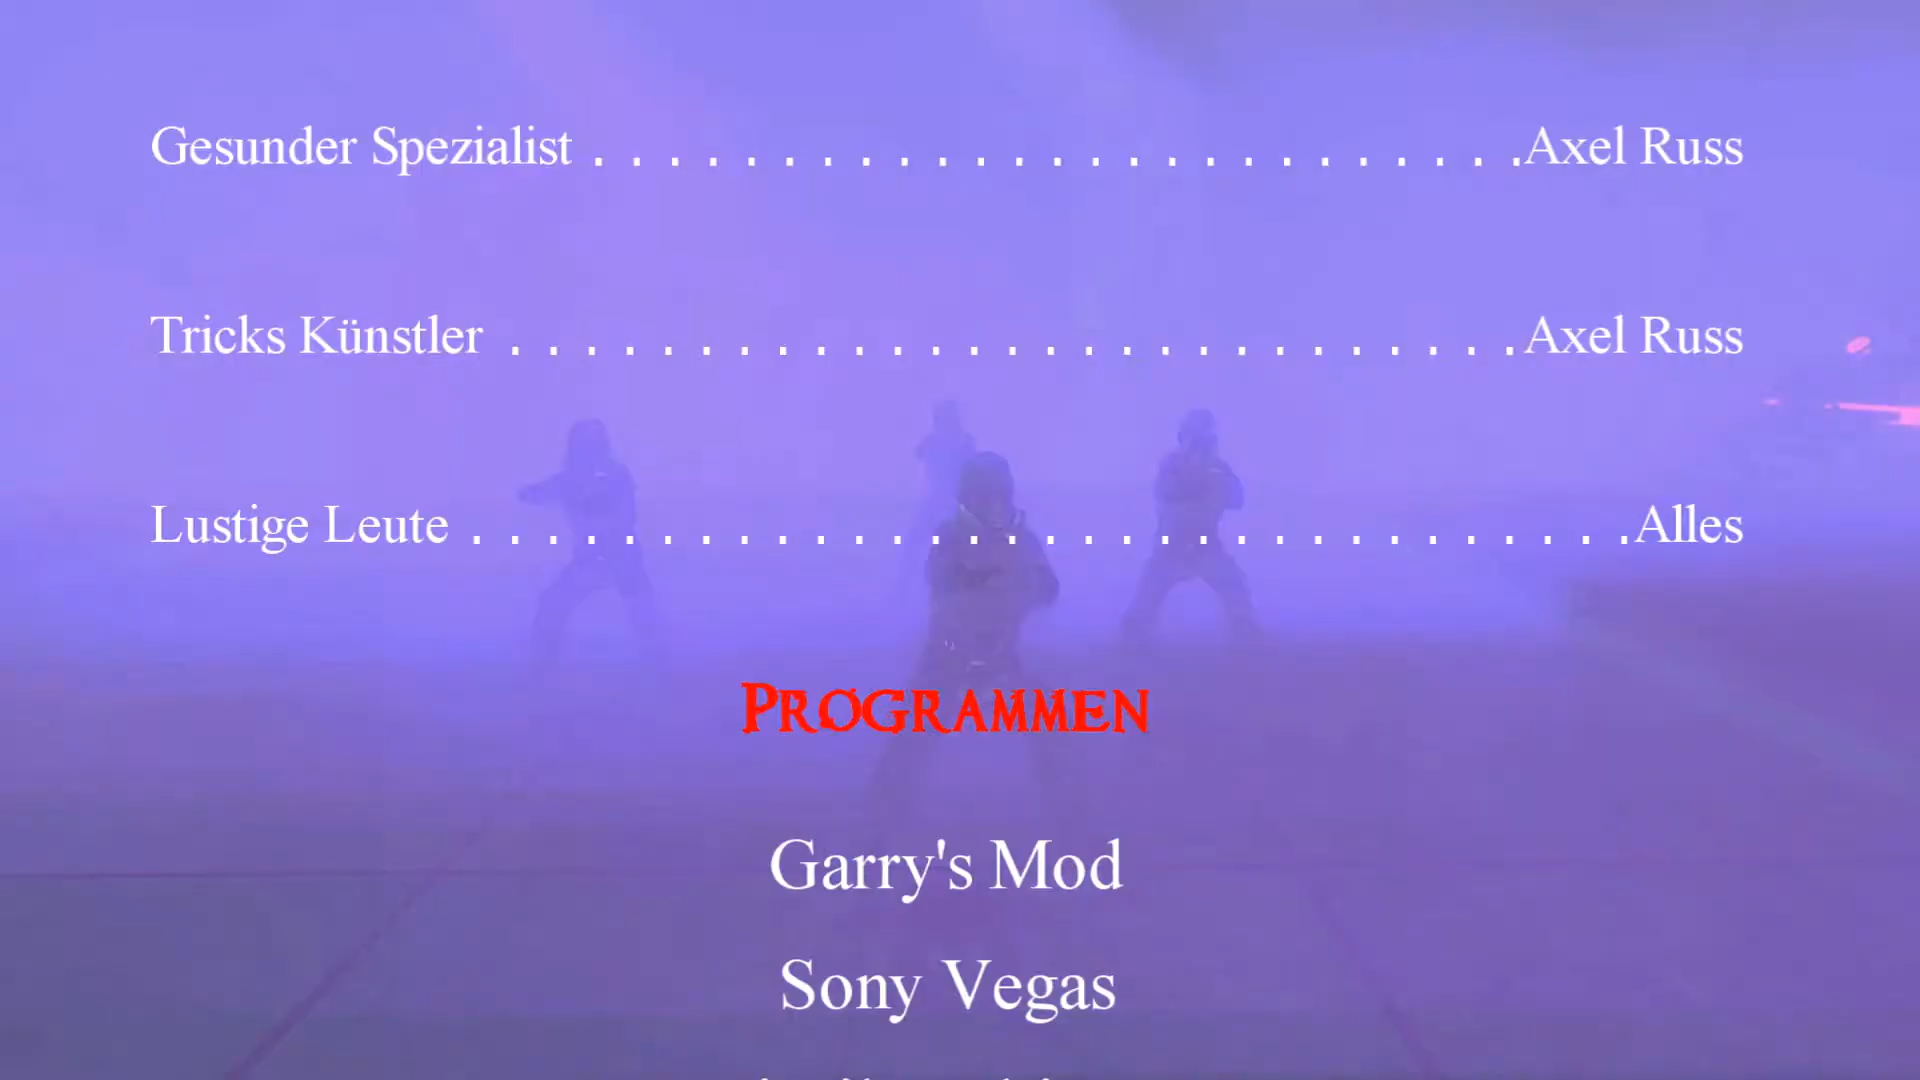 Gesunder Spezialist . . . . . . . . . . . . . . . . . . . . . . . . .Axel Russ
Tricks Künstler . . . . . . . . . . . . . . . . . . . . . . . . . . .Axel Russ
Lustige Leute . . . . . . . . . . . . . . . . . . . . . . . . . . . . . . .Alles
Programmen
Garry's Mod
Sony Vegas